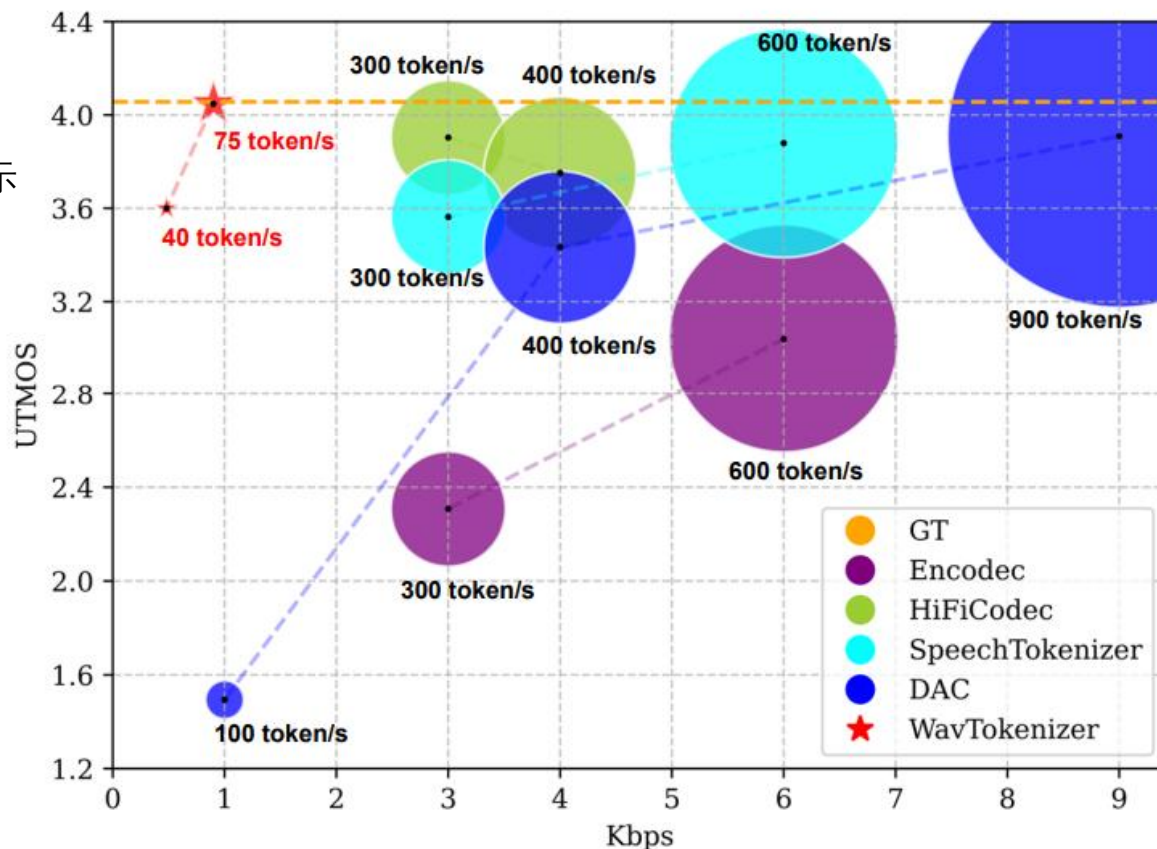 示
UTMOS
4.4
4.0
3.6
3.2
2.8
2.4
2.0
1.6
1.2
600 token/s
300 token/s
400 token/s
75 token/s
40 token/s
300 token/s
900 token/s
400 token/s
600 token/s
300 token/s
100 token/s
GT
Encodec
HiFiCodec
SpeechTokenizer
DAC
WavTokenizer
0 1 2 3 4 5 6 7 8 9
Kbps